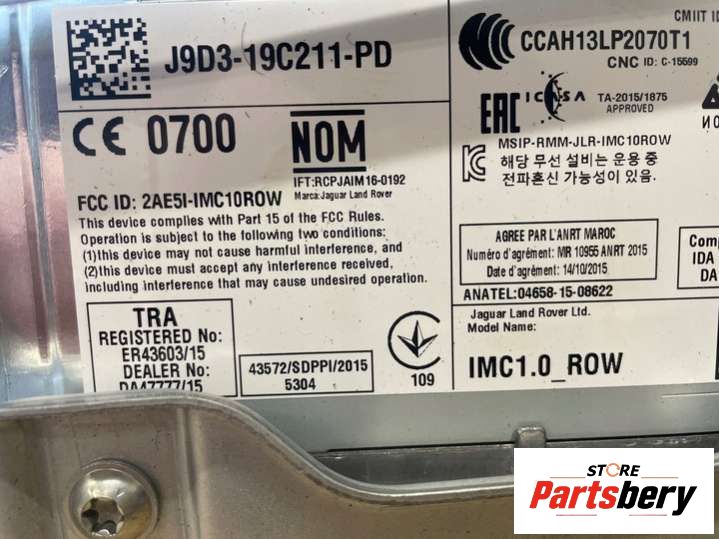 J9D3-19C211-PD
CE 0700
NOM
IFT:RCPJAIM16-0192
Marca:Jaguar Land Rover
FCC ID: 2AE5I-IMC10ROW
This device complies with Part 15 of the FCC Rules.
Operation is subject to the following two conditions:
(1)this device may not cause harmful interference, and
(2)this device must accept any interference received,
including interference that may cause undesired operation.
TRA
REGISTERED No:
ER43603/15
DEALER No:
DA47777/15
43572/SDPPI/2015
5304
109
CMIIT ID
CCAH13LP2070T1
CNC ID: C-15599
EAC
ICASA
TA-2015/1875
APPROVED
MSIP-RMM-JLR-IMC10ROW
해당 무선 설비는 운용 중
전파혼신 가능성이 있음
AGREE PAR L'ANRT MAROC
Numéro d'agrément: MR 10955 ANRT 2015
Date d'agrément: 14/10/2015
ANATEL:04658-15-08622
Jaguar Land Rover Ltd.
Model Name:
IMC1.0_ROW
Comp
IDA
DA
STORE
Partsbery